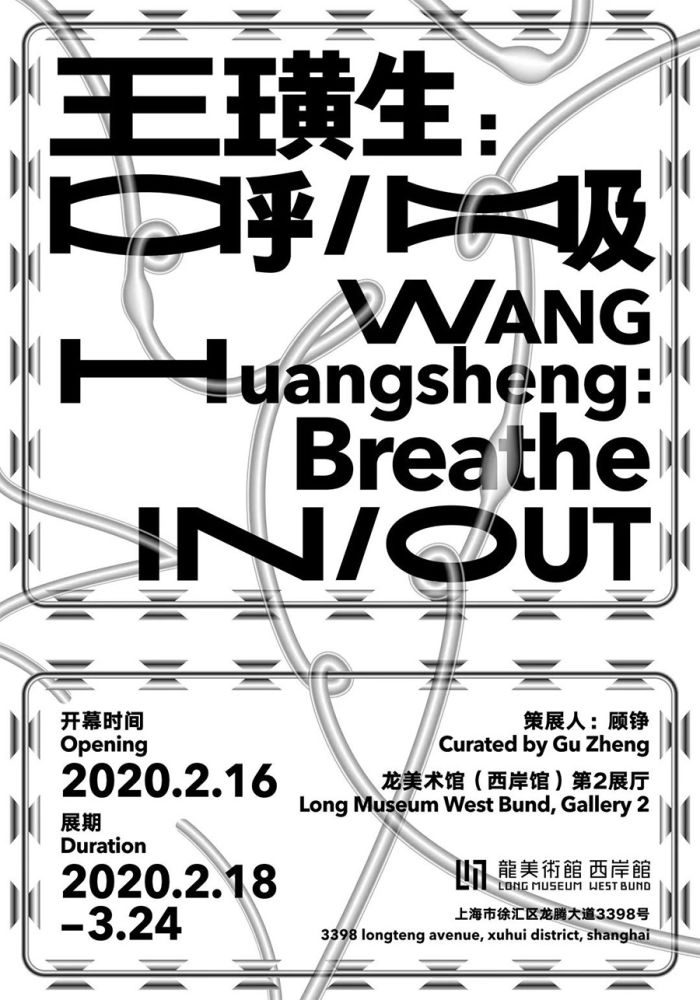 王璜生：
呼/吸
WANG
Huangsheng:
Breathe
IN/OUT
开幕时间
Opening
2020.2.16
展期
Duration
2020.2.18
–3.24
策展人：顾铮
Curated by Gu Zheng
龙美术馆（西岸馆）第2展厅
Long Museum West Bund, Gallery 2
龍美術館 西岸館
LONG MUSEUM WEST BUND
上海市徐汇区龙腾大道3398号
3398 longteng avenue, xuhui district, shanghai